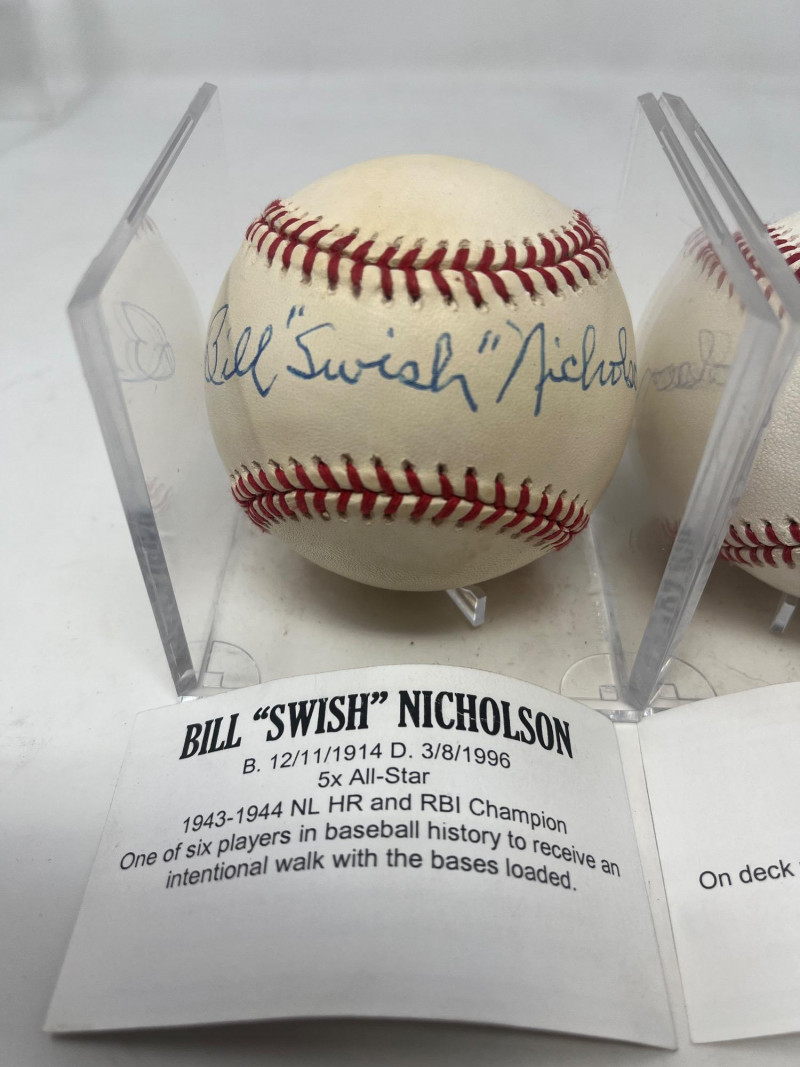 Bill "Swish" Nicholson
BILL “SWISH” NICHOLSON
B. 12/11/1914 D. 3/8/1996
5x All-Star
1943-1944 NL HR and RBI Champion
One of six players in baseball history to receive an
intentional walk with the bases loaded.
On deck